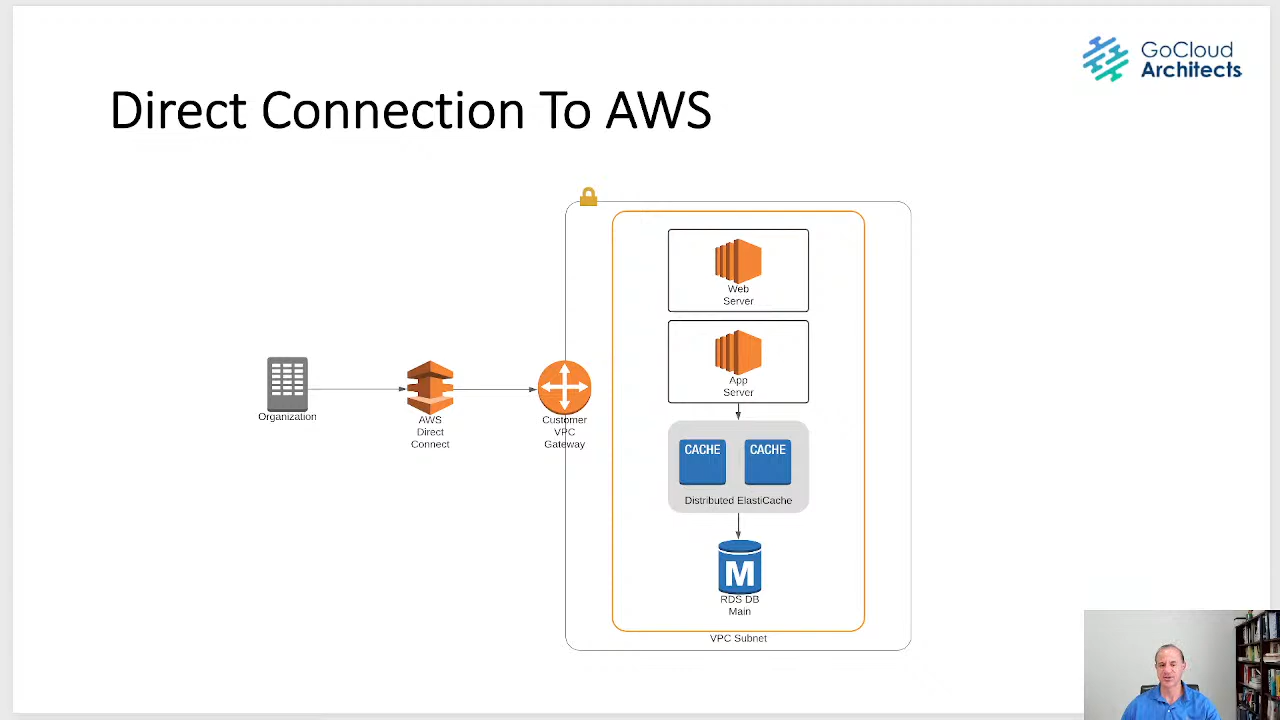 GoCloud
Architects
Direct Connection To AWS
Web
Server
App
Server
Organization
AWS
Direct
Connect
Customer
VPC
Gateway
CACHE CACHE
Distributed ElastiCache
M
RDS DB
Main
VPC Subnet